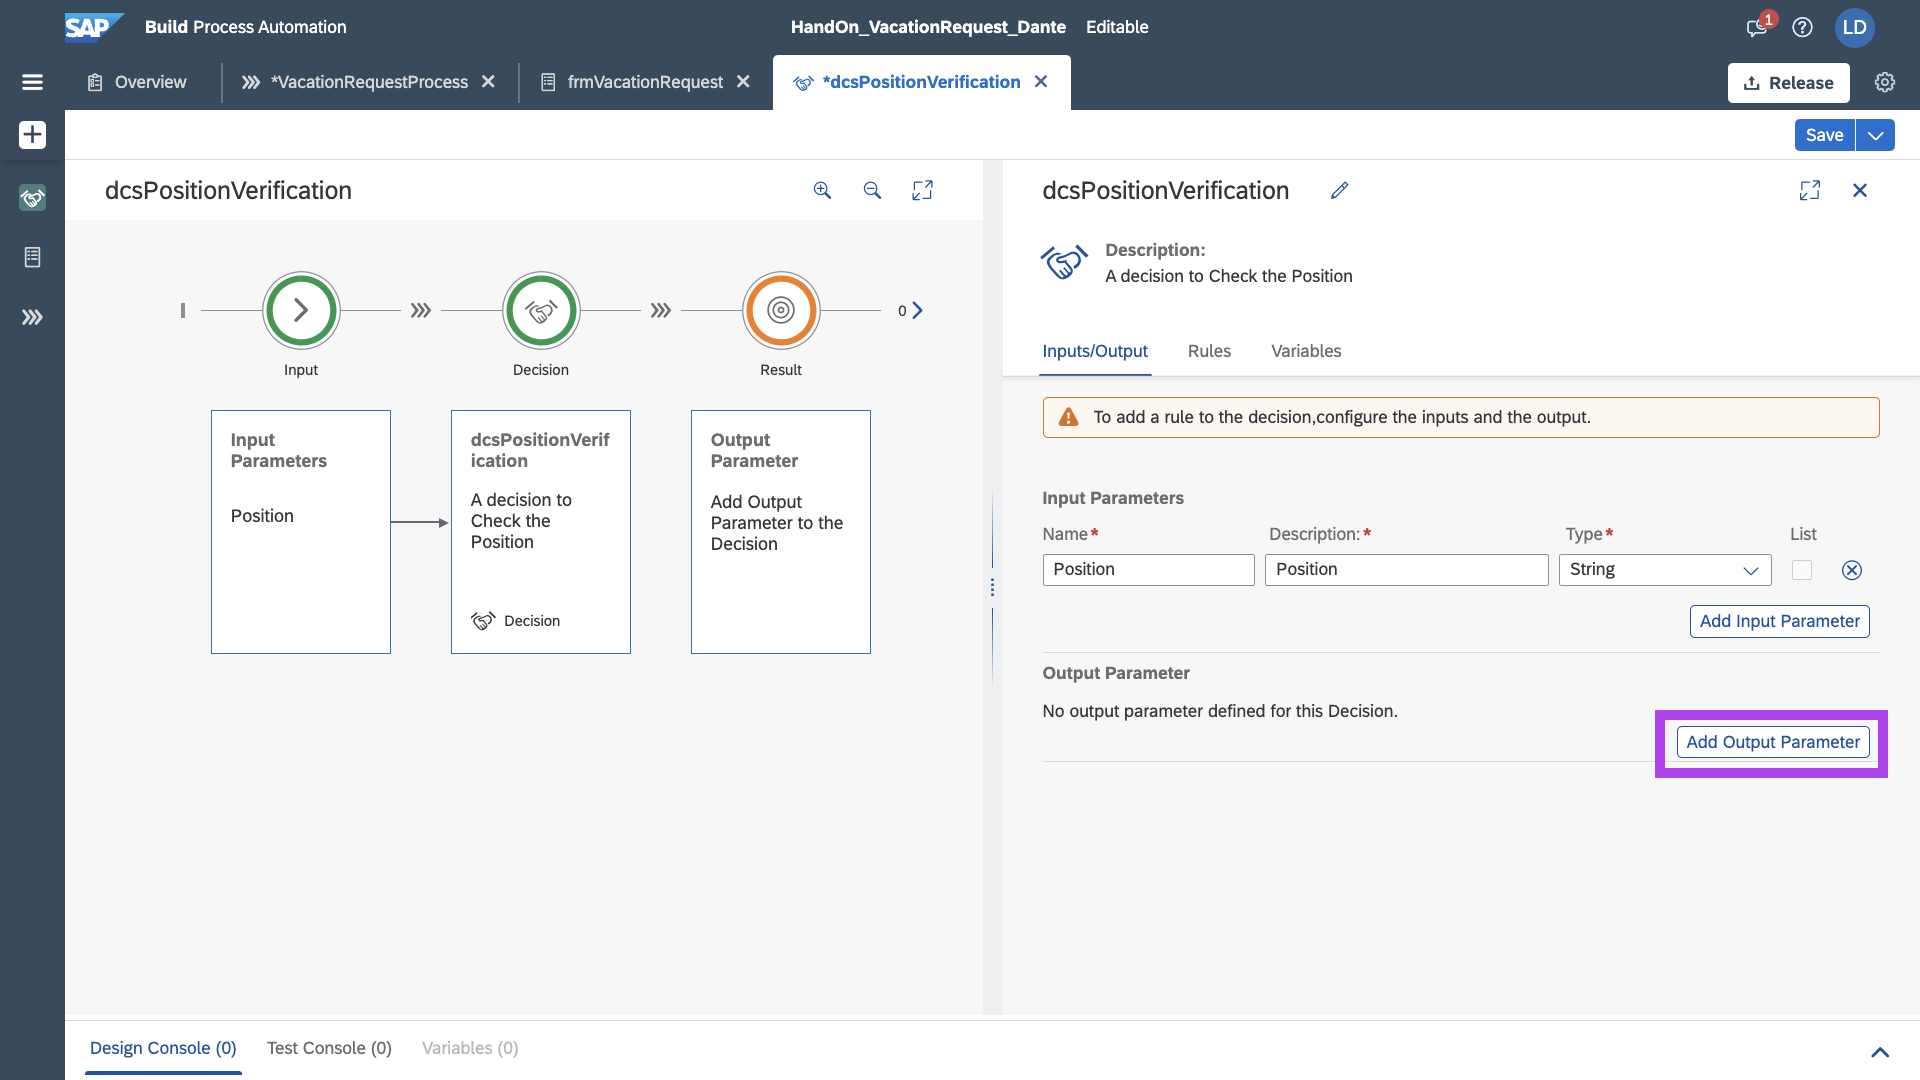 SAP Build Process Automation
HandOn_VacationRequest_Dante Editable
1
LD
Overview
*VacationRequestProcess
frmVacationRequest
*dcsPositionVerification
Release
Save
dcsPositionVerification
0
Input
Decision
Result
Input
Parameters
Position
dcsPositionVerif
ication
A decision to
Check the
Position
Decision
Output
Parameter
Add Output
Parameter to the
Decision
dcsPositionVerification
Description:
A decision to Check the Position
Inputs/Output
Rules
Variables
To add a rule to the decision,configure the inputs and the output.
Input Parameters
Name* Description:* Type* List
Position Position String
Add Input Parameter
Output Parameter
No output parameter defined for this Decision.
Add Output Parameter
Design Console (0) Test Console (0) Variables (0)